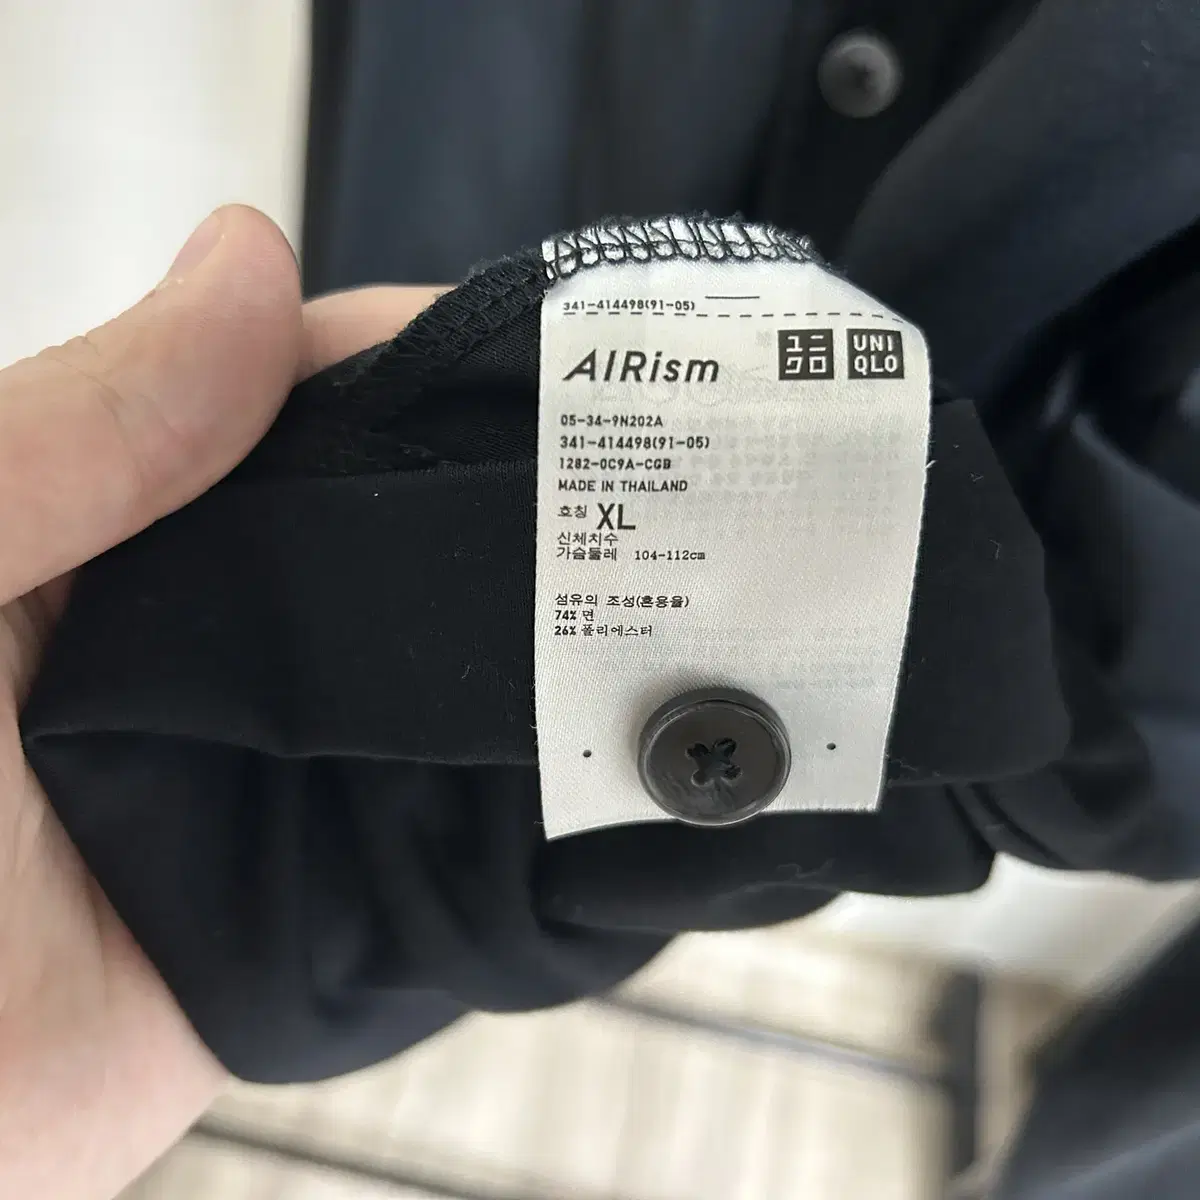 341-414498(91-05)
AIRism
ユニ
クロ
UNI
QLO
05-34-9N202A
341-414498(91-05)
1282-0C9A-CGB
MADE IN THAILAND
호칭 XL
신체치수
가슴둘레 104-112cm
섬유의 조성(혼용율)
74% 면
26% 폴리에스터